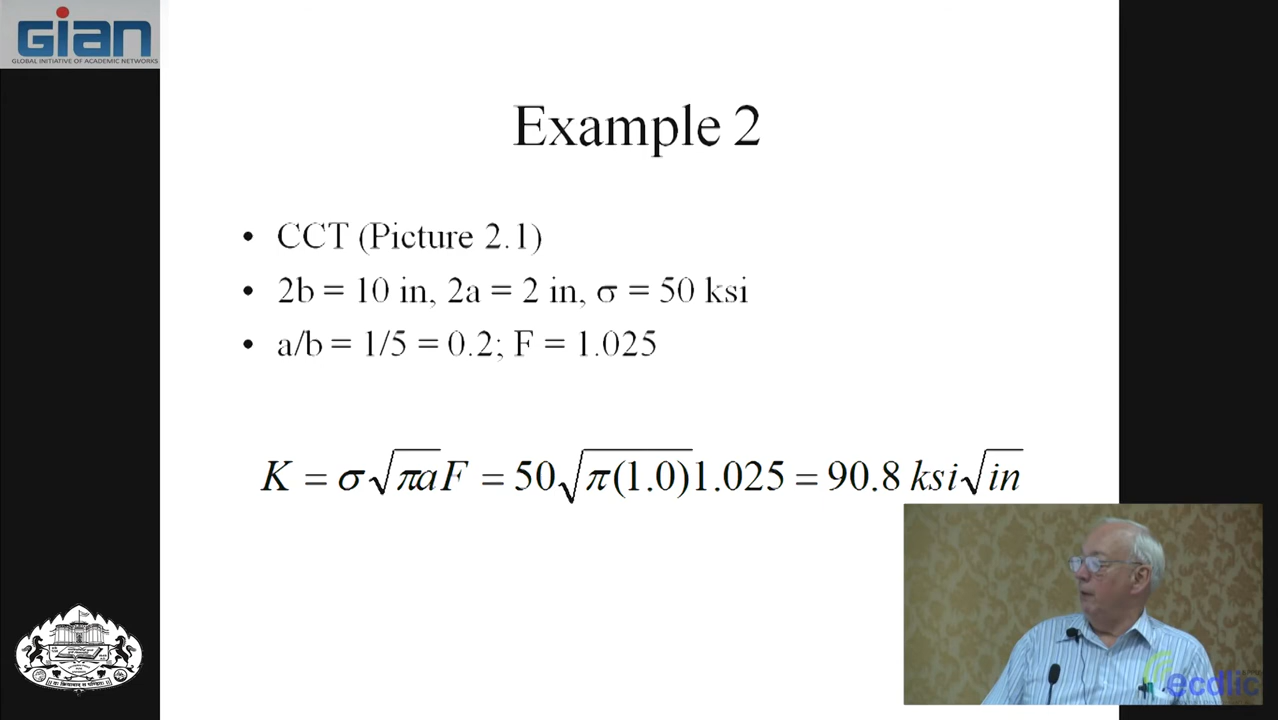 GIAN
GLOBAL INITIATIVE OF ACADEMIC NETWORKS
Example 2
• CCT (Picture 2.1)
• 2b = 10 in, 2a = 2 in, σ = 50 ksi
• a/b = 1/5 = 0.2; F = 1.025
K = σ√πa F = 50√π(1.0) 1.025 = 90.8 ksi√in
ecdlic